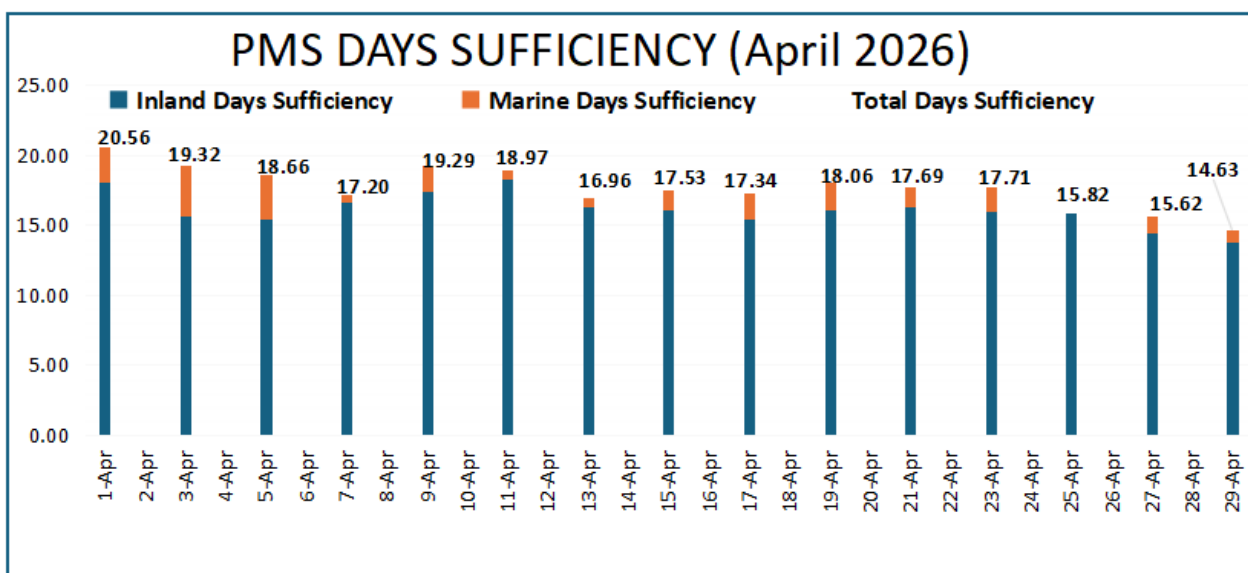 PMS DAYS SUFFICIENCY (April 2026)
25.00
Inland Days Sufficiency Marine Days Sufficiency Total Days Sufficiency
20.56 19.32 18.66 17.20 19.29 18.97 16.96 17.53 17.34 18.06 17.69 17.71 15.82 15.62 14.63
20.00
15.00
10.00
5.00
0.00
1-Apr 2-Apr 3-Apr 4-Apr 5-Apr 6-Apr 7-Apr 8-Apr 9-Apr 10-Apr 11-Apr 12-Apr 13-Apr 14-Apr 15-Apr 16-Apr 17-Apr 18-Apr 19-Apr 20-Apr 21-Apr 22-Apr 23-Apr 24-Apr 25-Apr 26-Apr 27-Apr 28-Apr 29-Apr